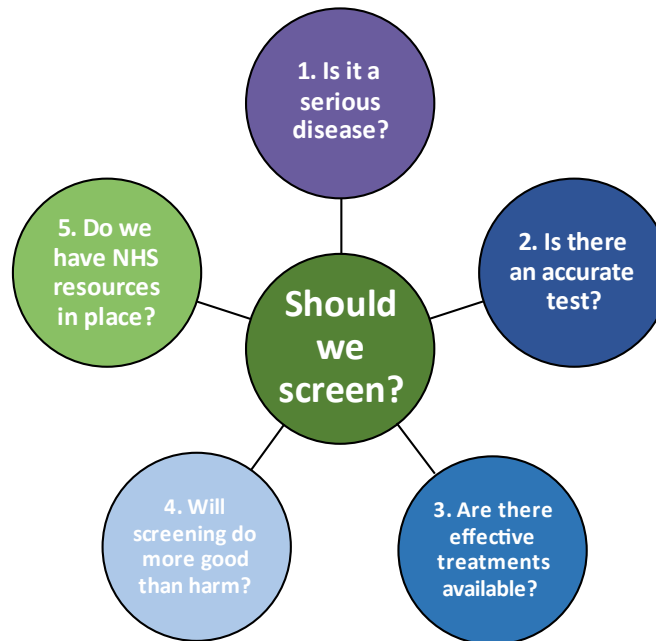 1. Is it a
serious
disease?
2. Is there
an accurate
test?
3. Are there
effective
treatments
available?
4. Will
screening do
more good
than harm?
5. Do we
have NHS
resources
in place?
Should
we
screen?